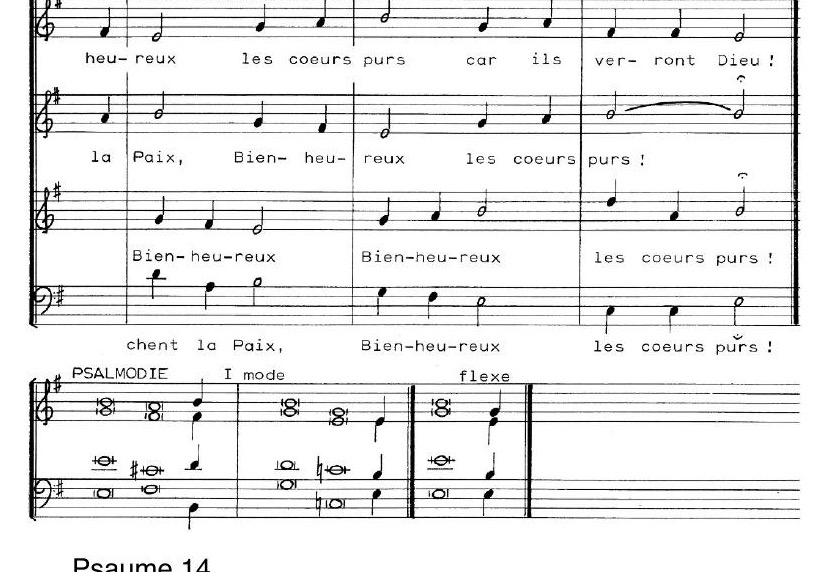 heu- reux les coeurs purs car ils ver- ront Dieu !
la Paix, Bien- heu- reux les coeurs purs !
Bien- heu-reux Bien-heu-reux les coeurs purs !
chent la Paix, Bien-heu-reux les coeurs purs !
PSALMODIE I mode flexe
Psaume 14